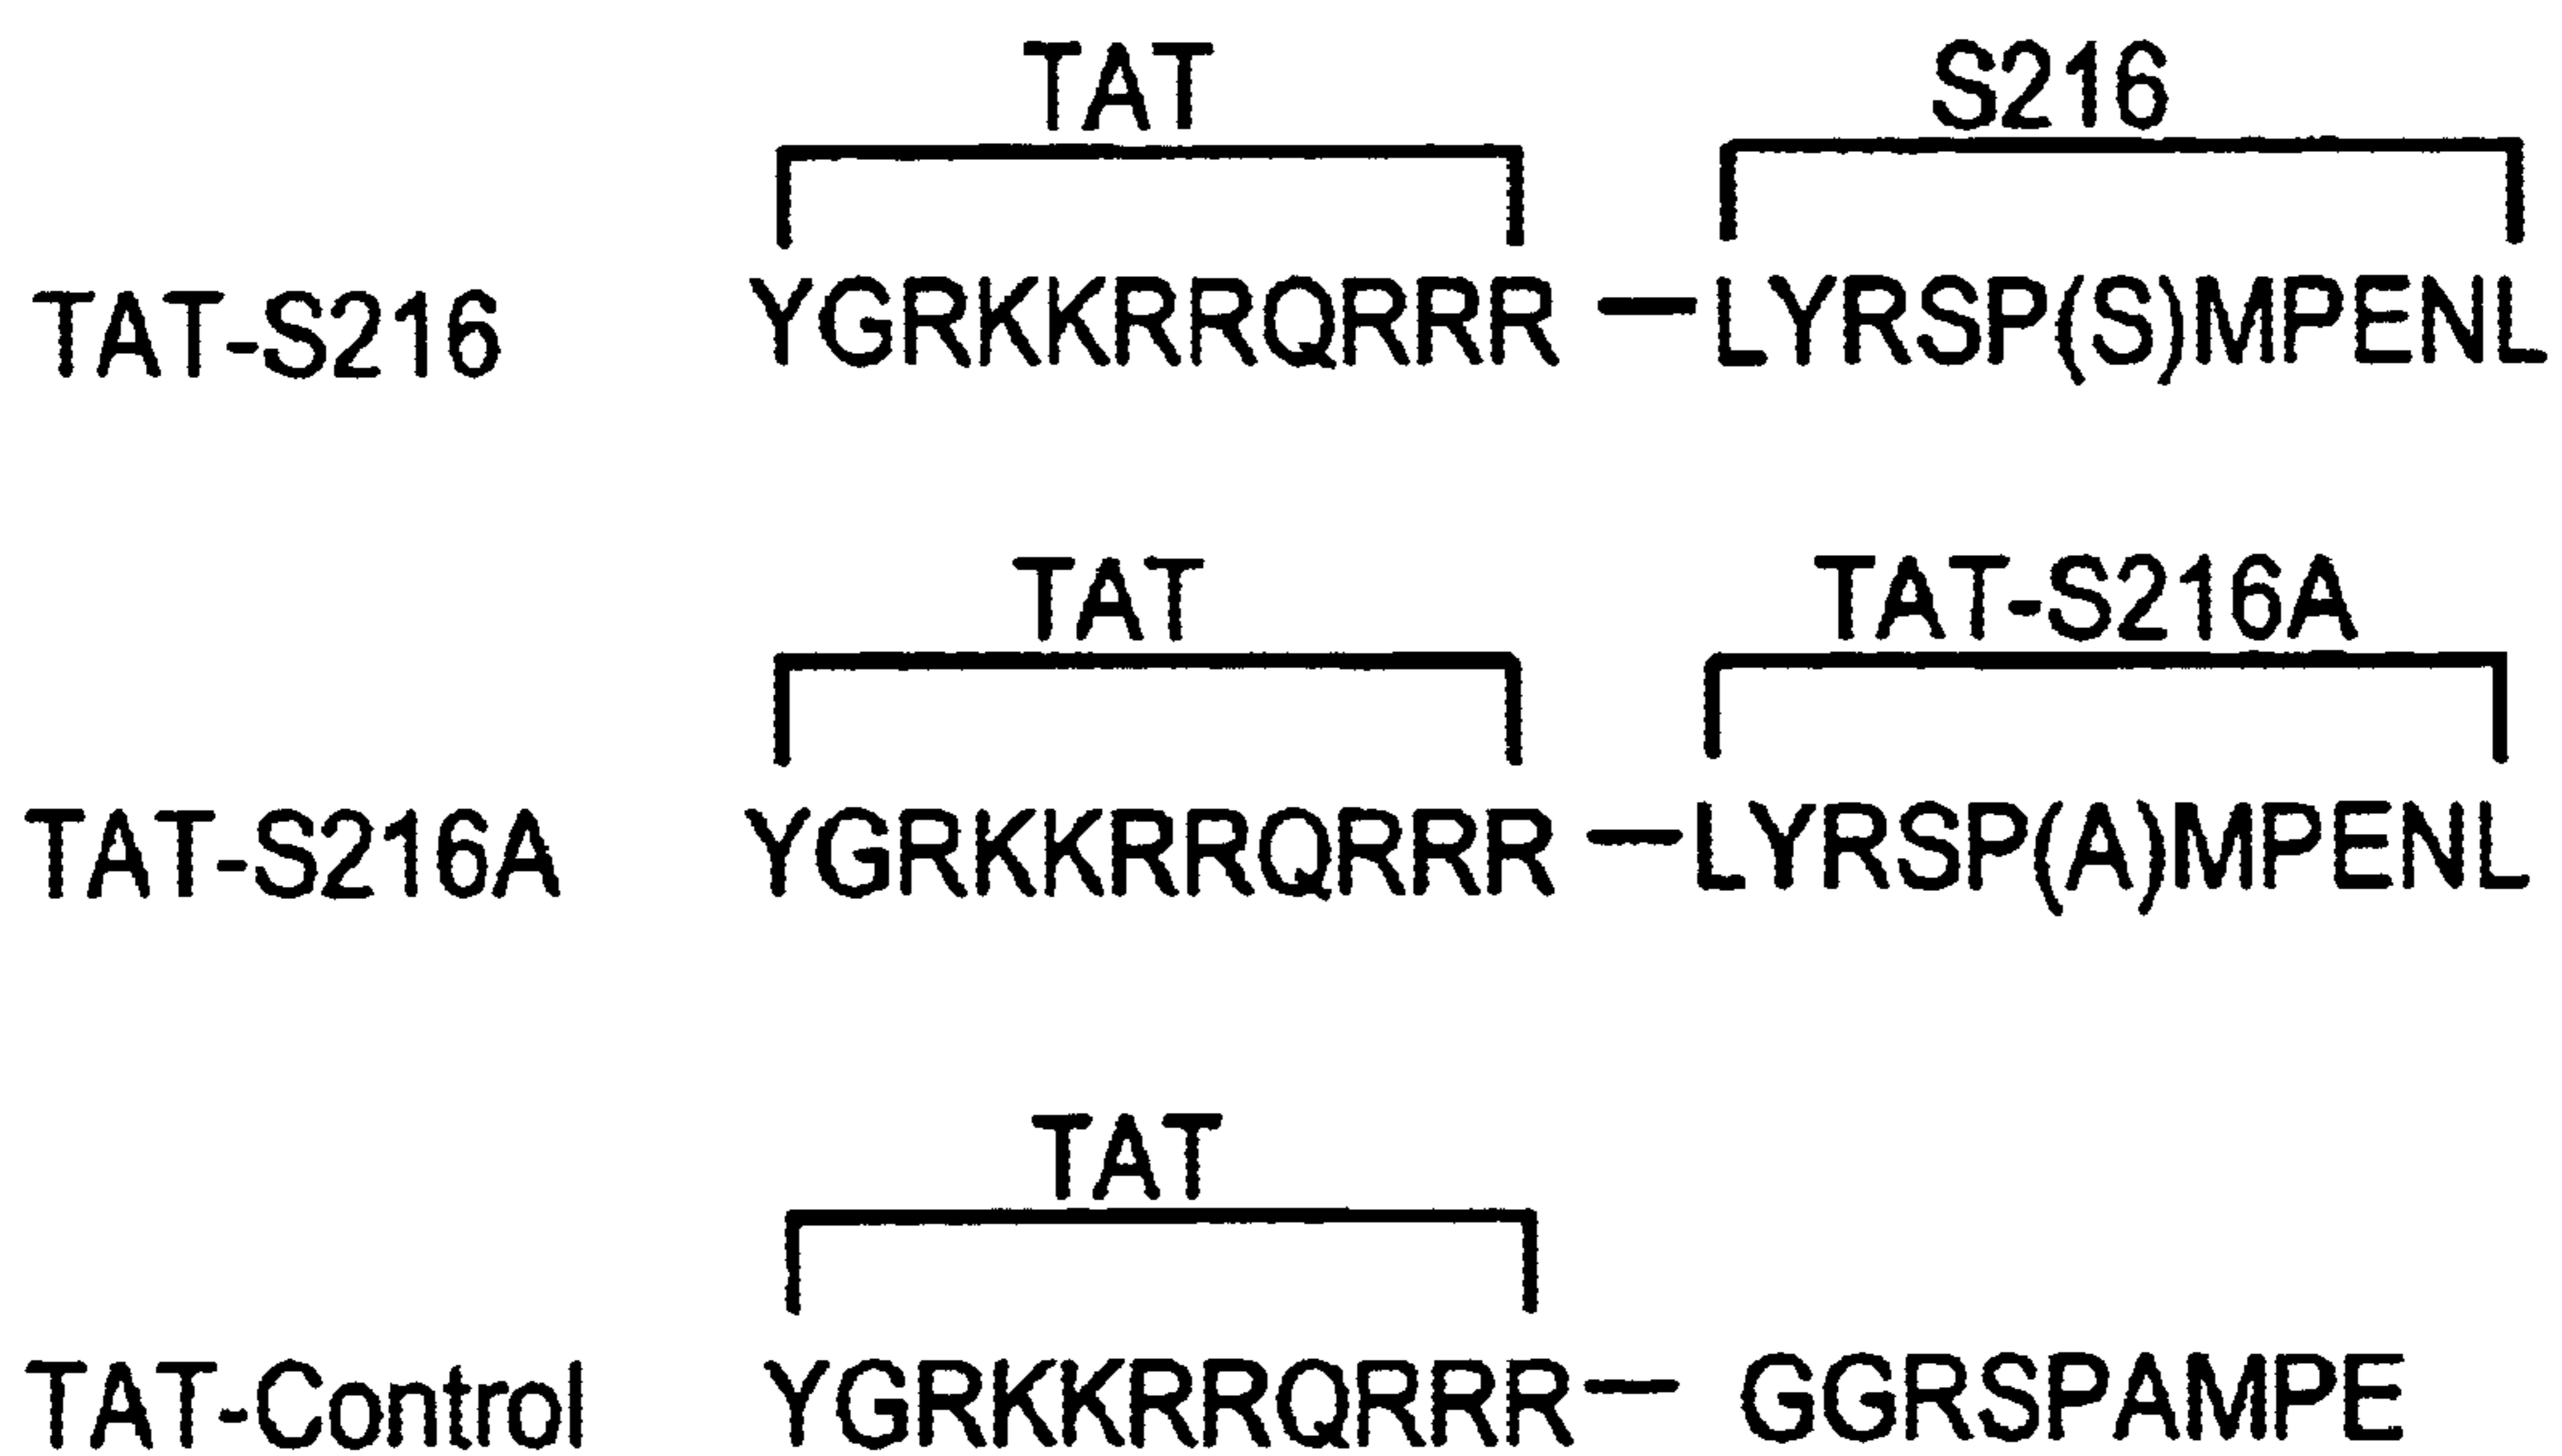 TAT S216
TAT-S216 YGRKKRRQRRR — LYRSP(S)MPENL
TAT TAT-S216A
TAT-S216A YGRKKRRQRRR — LYRSP(A)MPENL
TAT
TAT-Control YGRKKRRQRRR — GGRSPAMPE